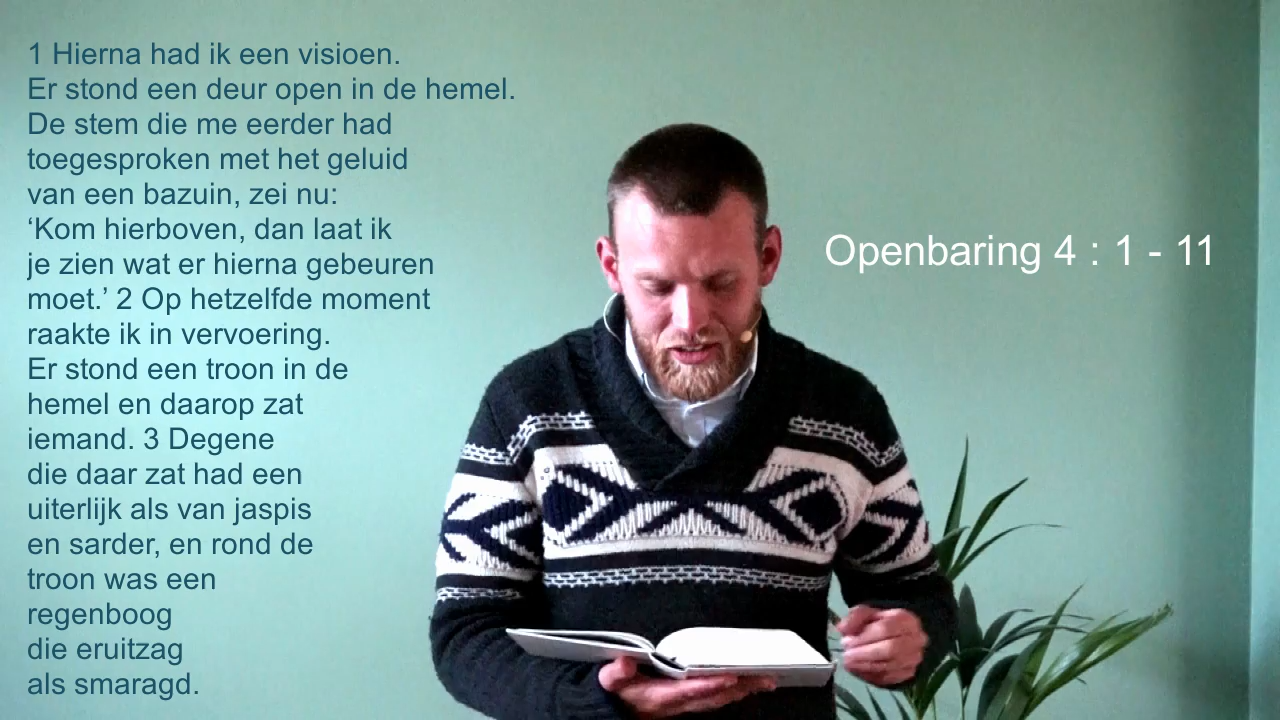 1 Hierna had ik een visioen.
Er stond een deur open in de hemel.
De stem die me eerder had
toegesproken met het geluid
van een bazuin, zei nu:
‘Kom hierboven, dan laat ik
je zien wat er hierna gebeuren
moet.’ 2 Op hetzelfde moment
raakte ik in vervoering.
Er stond een troon in de
hemel en daarop zat
iemand. 3 Degene
die daar zat had een
uiterlijk als van jaspis
en sarder, en rond de
troon was een
regenboog
die eruitzag
als smaragd.
Openbaring 4 : 1 - 11